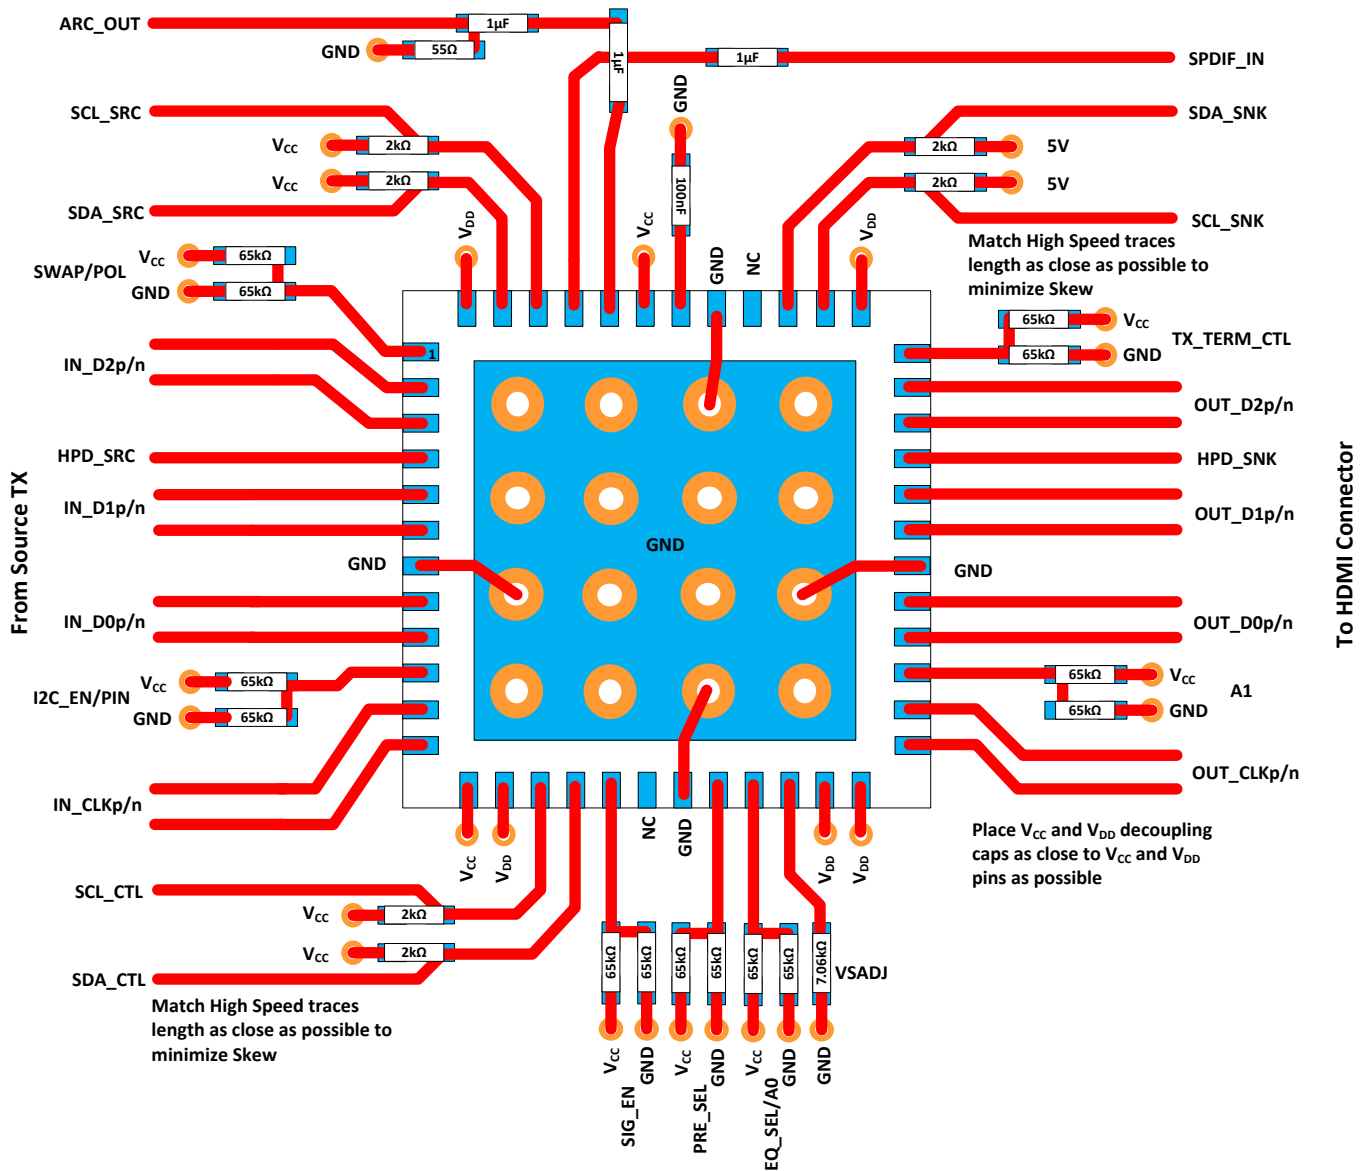 ARC_OUT
1µF
GND
55Ω
1µF
1µF
SPDIF_IN
GND
100nF
SCL_SRC
VCC
2kΩ
VCC
2kΩ
SDA_SRC
SDA_SNK
2kΩ
5V
2kΩ
5V
SCL_SNK
VDD
VCC
GND
NC
VDD
VCC
65kΩ
SWAP/POL
GND
65kΩ
Match High Speed traces
length as close as possible to
minimize Skew
65kΩ
VCC
TX_TERM_CTL
65kΩ
GND
1
IN_D2p/n
OUT_D2p/n
HPD_SRC
HPD_SNK
IN_D1p/n
OUT_D1p/n
GND
GND
GND
From Source TX
To HDMI Connector
IN_D0p/n
OUT_D0p/n
VCC
65kΩ
I2C_EN/PIN
GND
65kΩ
65kΩ
VCC
A1
65kΩ
GND
IN_CLKp/n
OUT_CLKp/n
VCC
VDD
NC
GND
VDD
VDD
Place VCC and VDD decoupling
caps as close to VCC and VDD
pins as possible
SCL_CTL
VCC
2kΩ
VCC
2kΩ
SDA_CTL
Match High Speed traces
length as close as possible to
minimize Skew
65kΩ
65kΩ
65kΩ
65kΩ
65kΩ
65kΩ
7.06kΩ
VSADJ
VCC
GND
VCC
GND
VCC
GND
GND
SIG_EN
PRE_SEL
EQ_SEL/A0